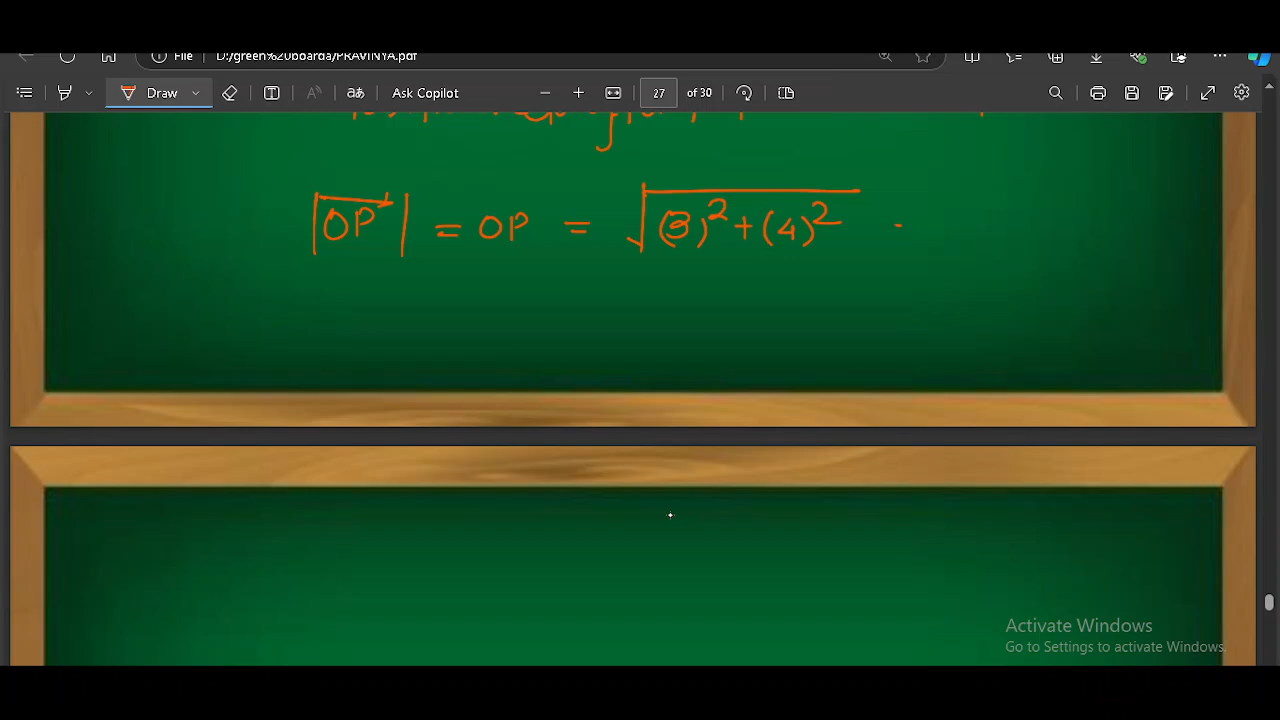 File D:/green%20boarda/PRAVINYA.pdf
Draw Ask Copilot 27 of 30
|OP⃗| = OP = √(3)² + (4)²
Activate Windows
Go to Settings to activate Windows.